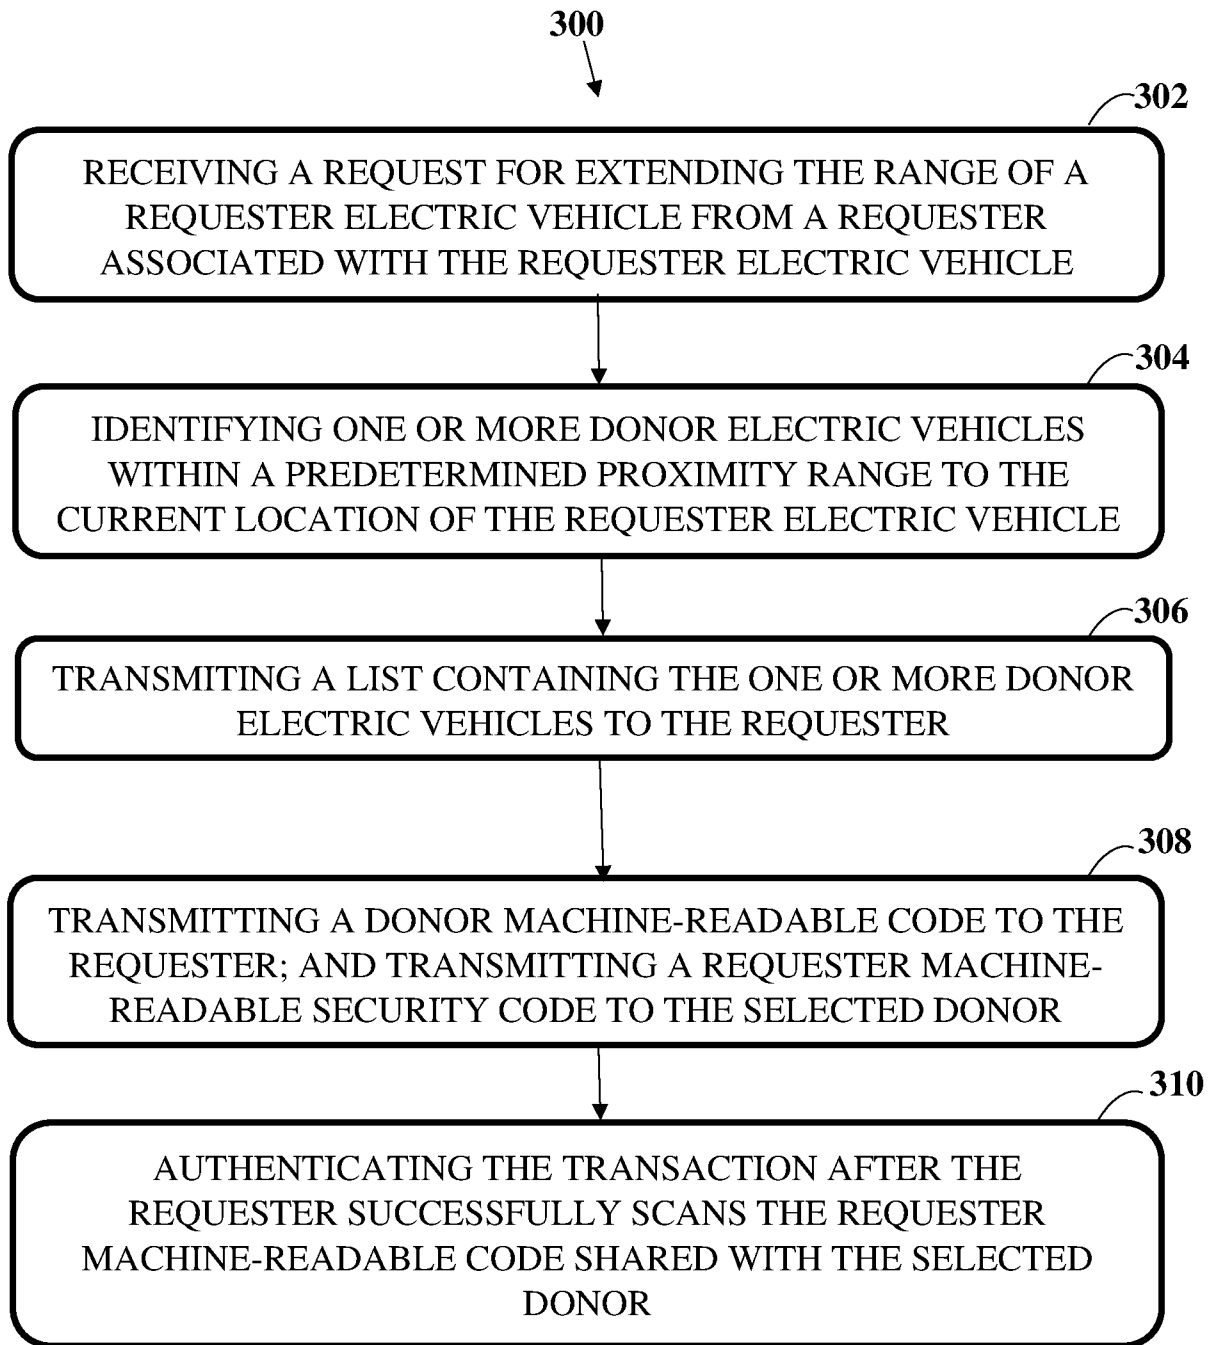 300
302
RECEIVING A REQUEST FOR EXTENDING THE RANGE OF A
REQUESTER ELECTRIC VEHICLE FROM A REQUESTER
ASSOCIATED WITH THE REQUESTER ELECTRIC VEHICLE
304
IDENTIFYING ONE OR MORE DONOR ELECTRIC VEHICLES
WITHIN A PREDETERMINED PROXIMITY RANGE TO THE
CURRENT LOCATION OF THE REQUESTER ELECTRIC VEHICLE
306
TRANSMITING A LIST CONTAINING THE ONE OR MORE DONOR
ELECTRIC VEHICLES TO THE REQUESTER
308
TRANSMITTING A DONOR MACHINE-READABLE CODE TO THE
REQUESTER; AND TRANSMITTING A REQUESTER MACHINE-
READABLE SECURITY CODE TO THE SELECTED DONOR
310
AUTHENTICATING THE TRANSACTION AFTER THE
REQUESTER SUCCESSFULLY SCANS THE REQUESTER
MACHINE-READABLE CODE SHARED WITH THE SELECTED
DONOR